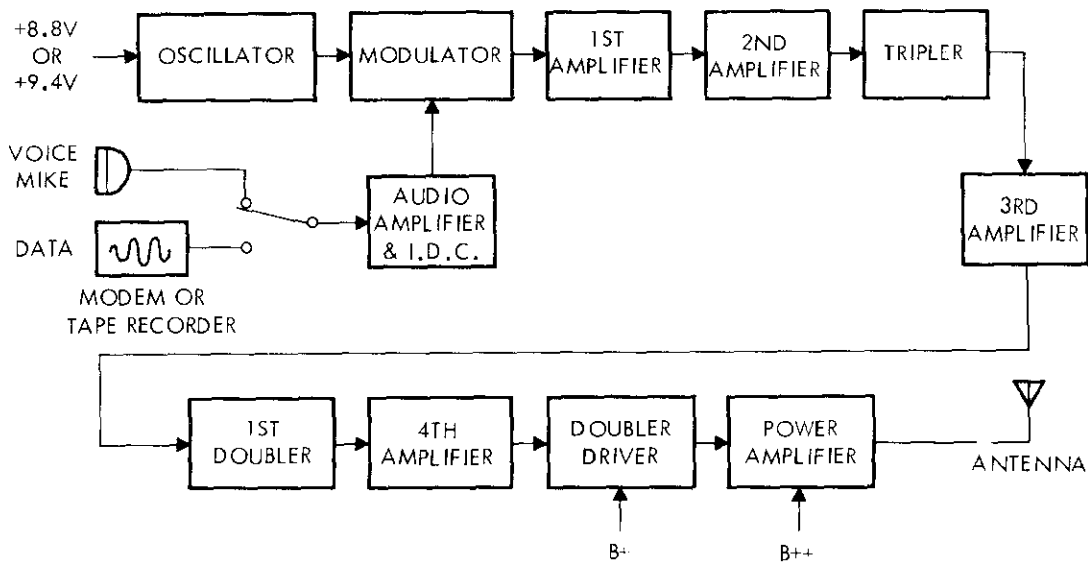 +8.8V
OR
+9.4V
OSCILLATOR
MODULATOR
1ST
AMPLIFIER
2ND
AMPLIFIER
TRIPLER
VOICE
MIKE
DATA
MODEM OR
TAPE RECORDER
AUDIO
AMPLIFIER
& I.D.C.
3RD
AMPLIFIER
1ST
DOUBLER
4TH
AMPLIFIER
DOUBLER
DRIVER
POWER
AMPLIFIER
ANTENNA
B+
B++